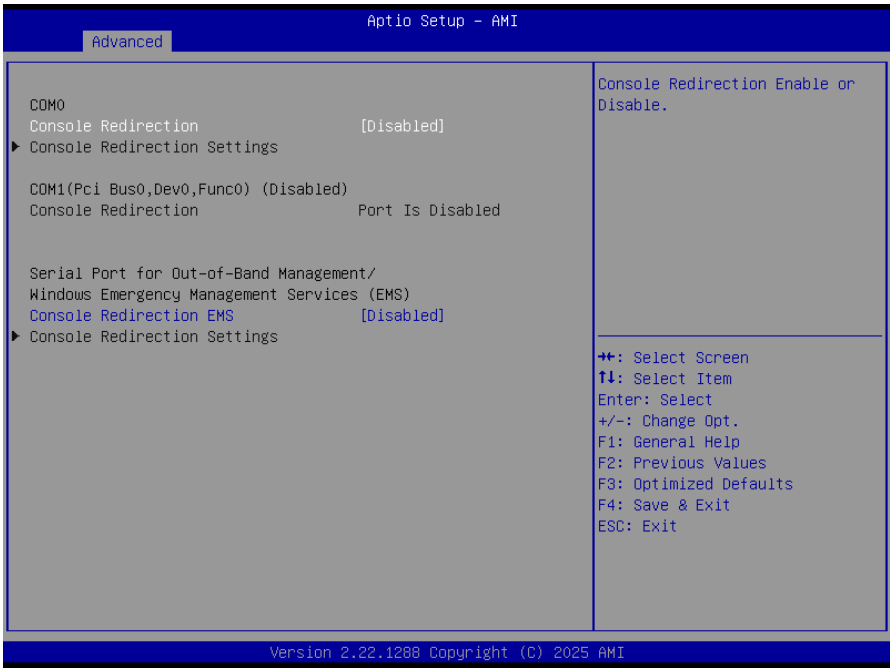 Aptio Setup - AMI
Advanced
COM0
Console Redirection [Disabled]
Console Redirection Settings
COM1(Pci Bus0,Dev0,Func0) (Disabled)
Console Redirection Port Is Disabled
Serial Port for Out-of-Band Management/
Windows Emergency Management Services (EMS)
Console Redirection EMS [Disabled]
Console Redirection Settings
Console Redirection Enable or
Disable.
→←: Select Screen
↑↓: Select Item
Enter: Select
+/-: Change Opt.
F1: General Help
F2: Previous Values
F3: Optimized Defaults
F4: Save & Exit
ESC: Exit
Version 2.22.1288 Copyright (C) 2025 AMI